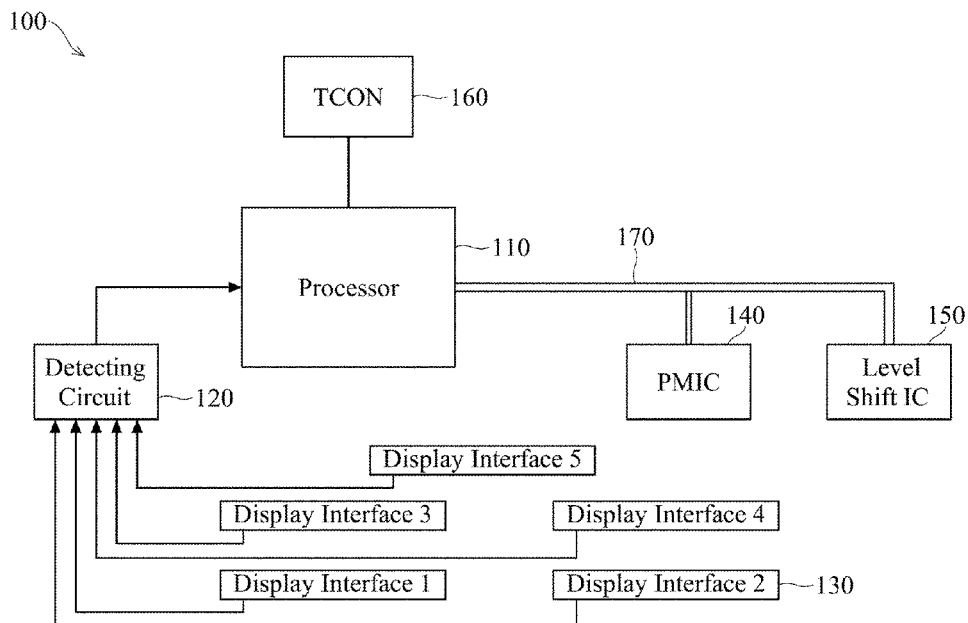 100
TCON
160
Processor
110
170
Detecting
Circuit
120
140
PMIC
150
Level
Shift IC
Display Interface 5
Display Interface 3
Display Interface 4
Display Interface 1
Display Interface 2
130